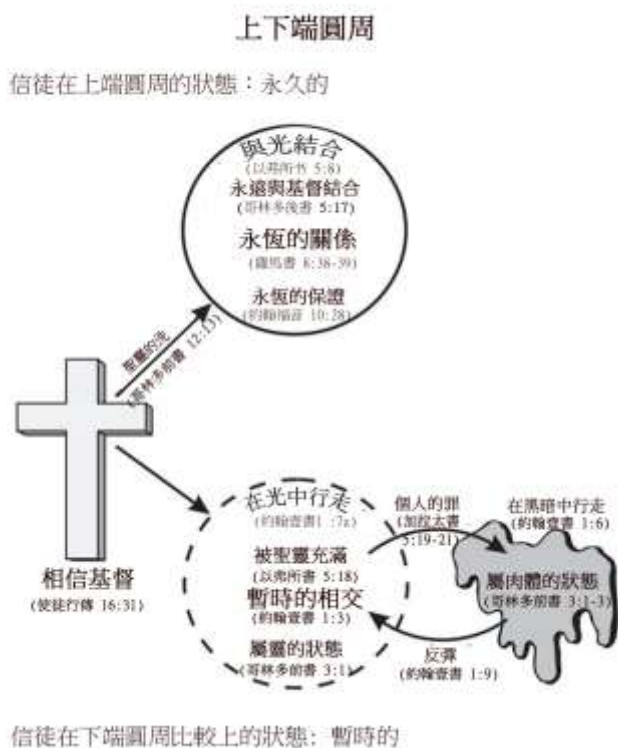 上下端圓周
信徒在上端圓周的狀態：永久的
與光結合
(以弗所书 5:8)
永遠與基督結合
(哥林多後書 5:17)
永恆的關係
(羅馬書 8:38-39)
永恆的保證
(約翰福音 10:28)
聖靈的洗
(哥林多前書 12:13)
相信基督
(使徒行傳 16:31)
在光中行走
(約翰壹書1 :7a)
被聖靈充滿
(以弗所書 5:18)
暫時的相交
(約翰壹書 1:3)
屬靈的狀態
(哥林多前書 3:1)
個人的罪
(加拉太書
5:19-21)
在黑暗中行走
(約翰壹書 1:6)
屬肉體的狀態
(哥林多前書 3:1-3)
反彈
(約翰壹書 1:9)
信徒在下端圓周比較上的狀態: 暫時的